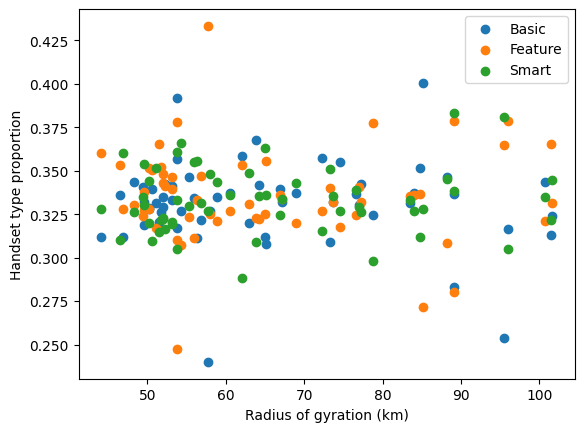 Basic
Feature
Smart
0.425
0.400
0.375
0.350
0.325
0.300
0.275
0.250
Handset type proportion
50 60 70 80 90 100
Radius of gyration (km)